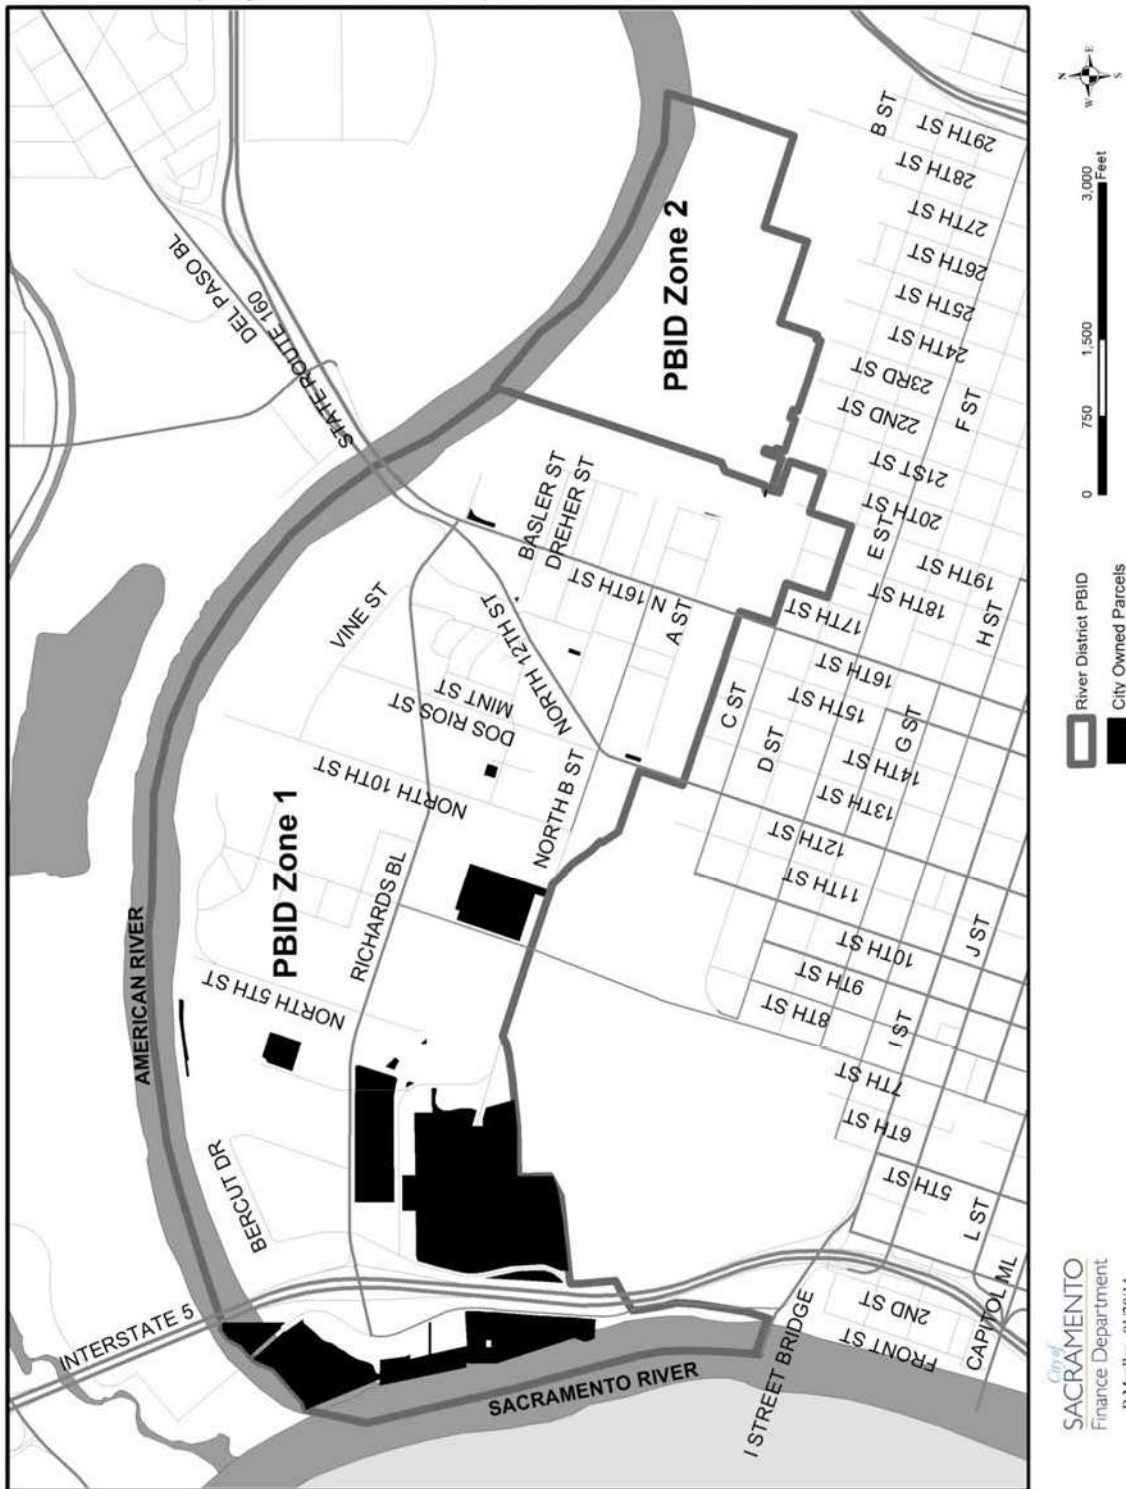 DEL PASO BL
STATE ROUTE 160
PBID Zone 2
B ST
29TH ST
28TH ST
27TH ST
26TH ST
25TH ST
24TH ST
23RD ST
22ND ST
21ST ST
20TH ST
19TH ST
18TH ST
17TH ST
16TH ST
15TH ST
14TH ST
13TH ST
12TH ST
11TH ST
10TH ST
9TH ST
8TH ST
7TH ST
6TH ST
5TH ST
2ND ST
FRONT ST
CAPITOL ML
F ST
E ST
H ST
G ST
C ST
D ST
J ST
I ST
L ST
BASLER ST
DREHER ST
N 16TH ST
A ST
VINE ST
NORTH 12TH ST
MINT ST
DOS RIOS ST
NORTH 10TH ST
NORTH B ST
PBID Zone 1
RICHARDS BL
NORTH 5TH ST
AMERICAN RIVER
BERCUT DR
INTERSTATE 5
SACRAMENTO RIVER
I STREET BRIDGE
N
E
S
W
0
750
1,500
3,000
Feet
River District PBID
City Owned Parcels
City of
SACRAMENTO
Finance Department